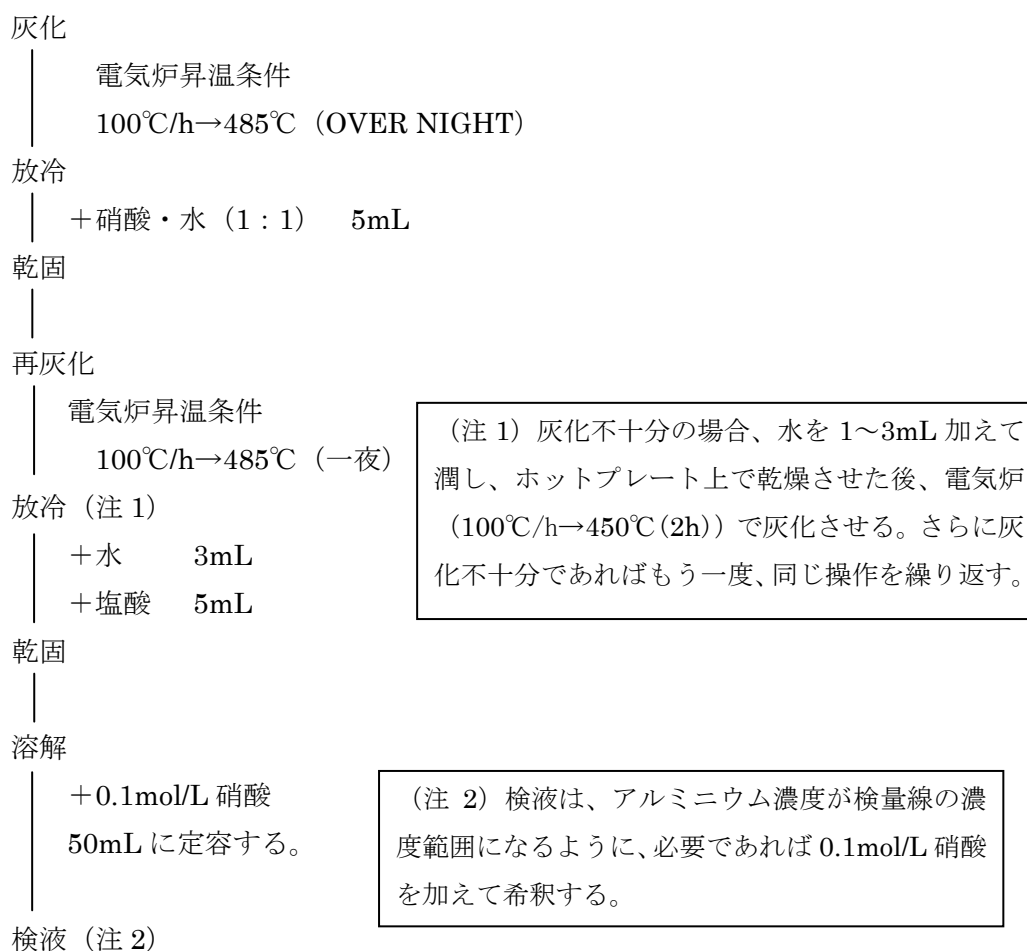 灰化
電気炉昇温条件
100℃/h→485℃（OVER NIGHT）
放冷
＋硝酸・水（1：1）　5mL
乾固
再灰化
電気炉昇温条件
100℃/h→485℃（一夜）
放冷（注 1）
＋水　　3mL
＋塩酸　5mL
（注 1）灰化不十分の場合、水を 1～3mL 加えて
潤し、ホットプレート上で乾燥させた後、電気炉
（100℃/h→450℃(2h)）で灰化させる。さらに灰
化不十分であればもう一度、同じ操作を繰り返す。
乾固
溶解
＋0.1mol/L 硝酸
50mL に定容する。
（注 2）検液は、アルミニウム濃度が検量線の濃
度範囲になるように、必要であれば 0.1mol/L 硝酸
を加えて希釈する。
検液（注 2）